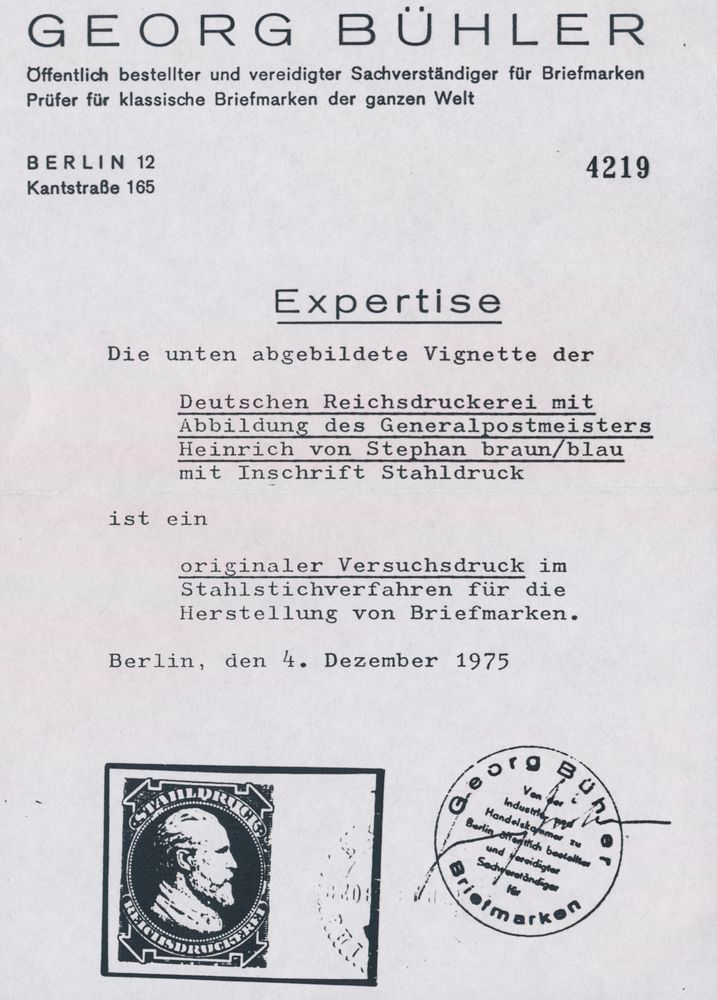 GEORG BÜHLER
Öffentlich bestellter und vereidigter Sachverständiger für Briefmarken
Prüfer für klassische Briefmarken der ganzen Welt
BERLIN 12
Kantstraße 165
4219
Expertise
Die unten abgebildete Vignette der
Deutschen Reichsdruckerei mit
Abbildung des Generalpostmeisters
Heinrich von Stephan braun/blau
mit Inschrift Stahldruck
ist ein
originaler Versuchsdruck im
Stahlstichverfahren für die
Herstellung von Briefmarken.
Berlin, den 4. Dezember 1975
STAHLDRUCK
REICHSDRUCKEREI
Georg Bühler
Von der
Industrie und
Handelskammer zu
Berlin öffentlich bestellter
und vereidigter
Sachverständiger
für
Briefmarken